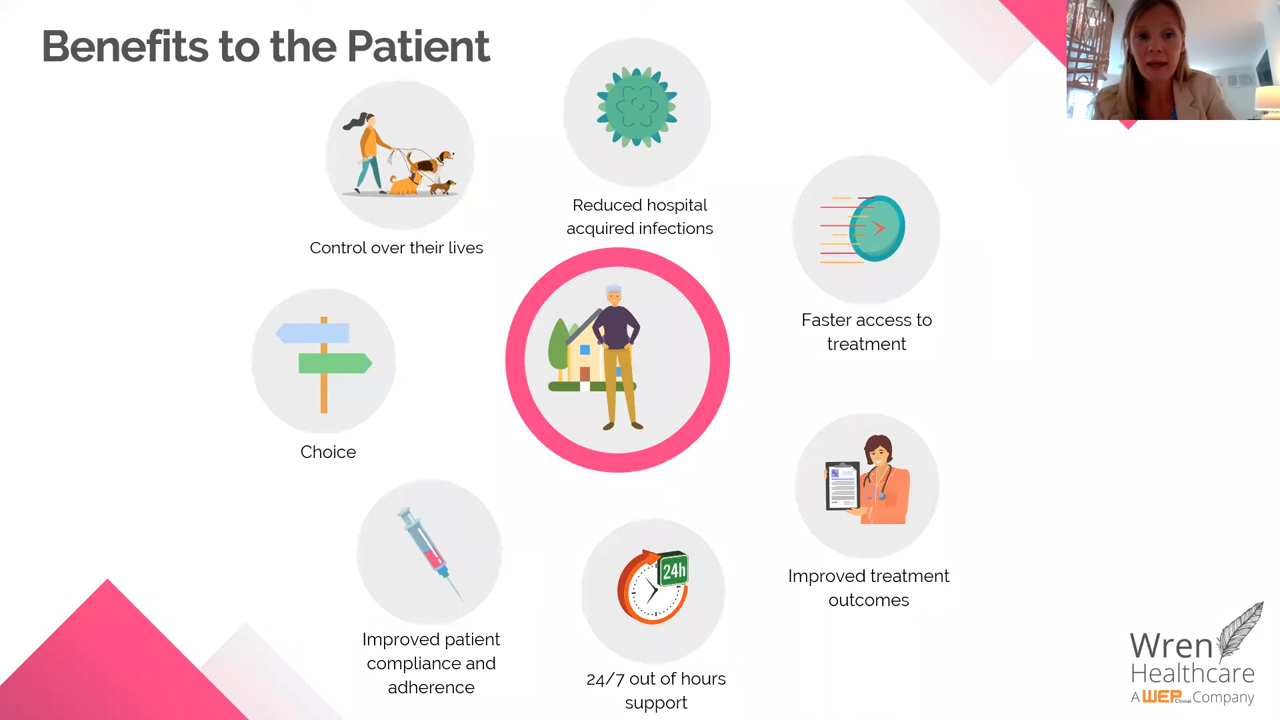 Benefits to the Patient
Control over their lives
Reduced hospital
acquired infections
Faster access to
treatment
Choice
Improved treatment
outcomes
24h
Improved patient
compliance and
adherence
24/7 out of hours
support
Wren
Healthcare
A WEP Clinical Company